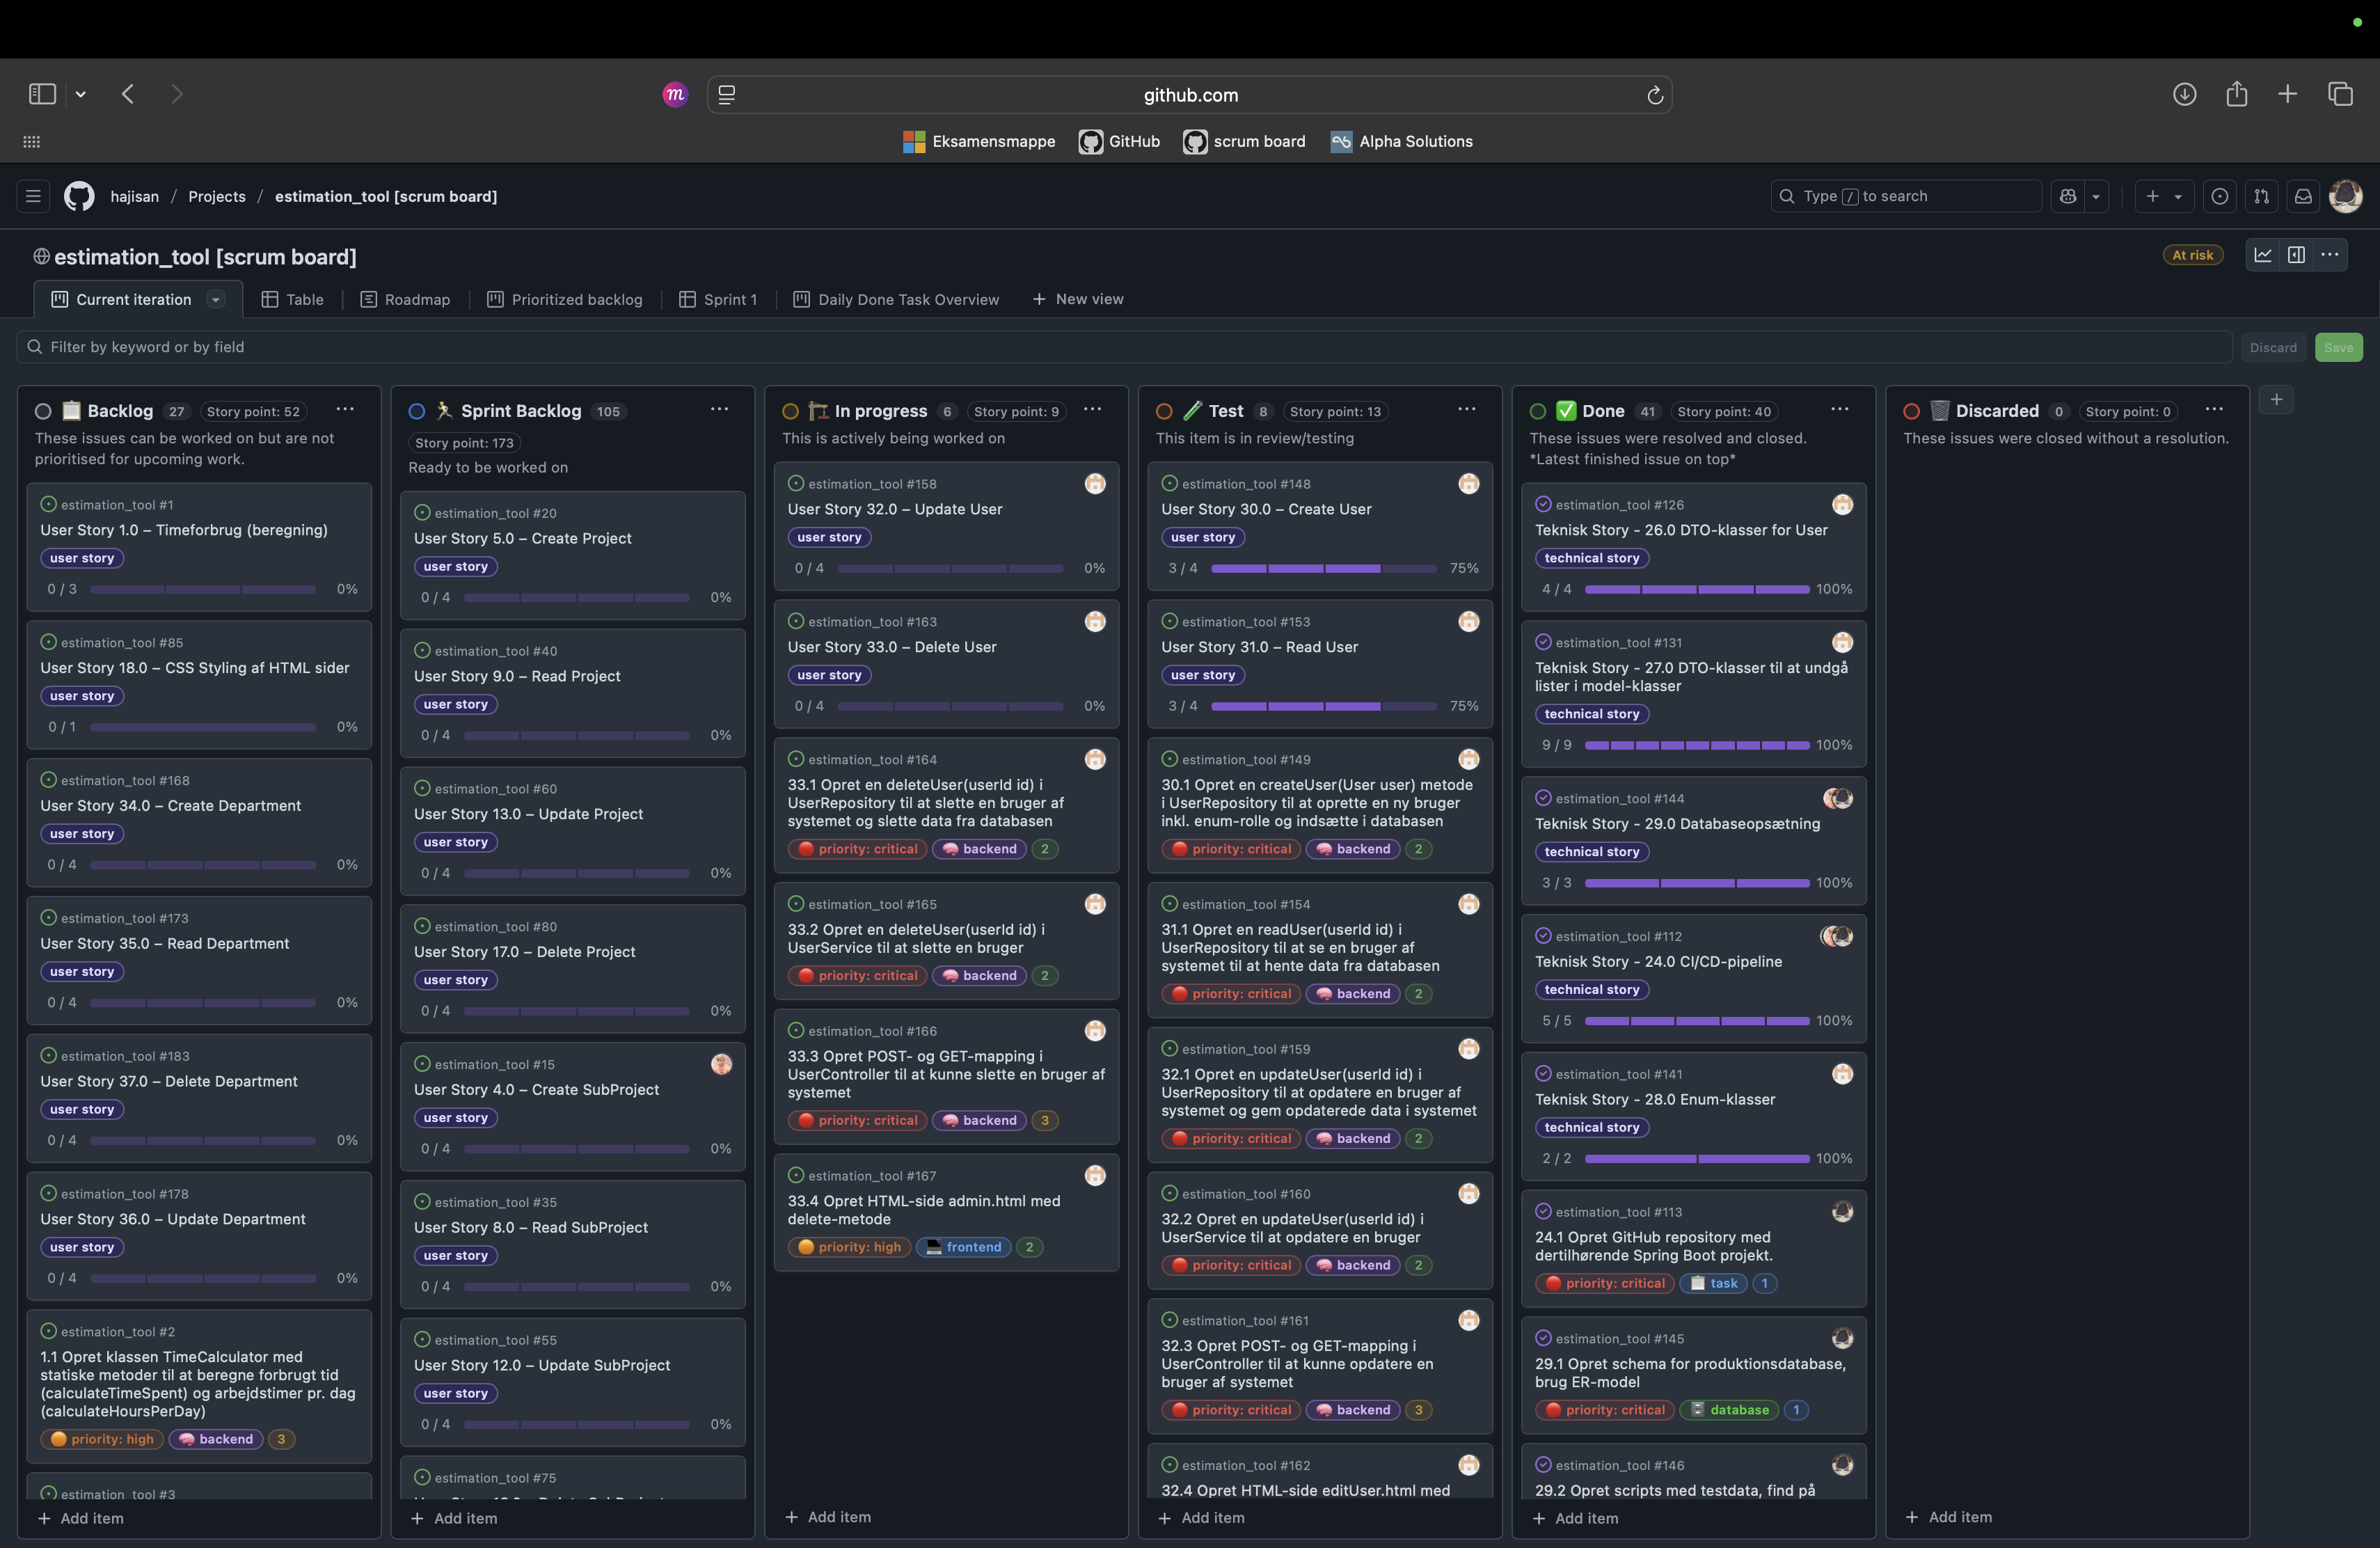 github.com
Eksamensmappe
GitHub
scrum board
Alpha Solutions
hajisan / Projects / estimation_tool [scrum board]
Type / to search
estimation_tool [scrum board]
At risk
Current iteration
Table
Roadmap
Prioritized backlog
Sprint 1
Daily Done Task Overview
New view
Filter by keyword or by field
Discard
Save
Backlog 27 Story point: 52
These issues can be worked on but are not
prioritised for upcoming work.
estimation_tool #1
User Story 1.0 – Timeforbrug (beregning)
user story
0 / 3 0%
estimation_tool #85
User Story 18.0 – CSS Styling af HTML sider
user story
0 / 1 0%
estimation_tool #168
User Story 34.0 – Create Department
user story
0 / 4 0%
estimation_tool #173
User Story 35.0 – Read Department
user story
0 / 4 0%
estimation_tool #183
User Story 37.0 – Delete Department
user story
0 / 4 0%
estimation_tool #178
User Story 36.0 – Update Department
user story
0 / 4 0%
estimation_tool #2
1.1 Opret klassen TimeCalculator med
statiske metoder til at beregne forbrugt tid
(calculateTimeSpent) og arbejdstimer pr. dag
(calculateHoursPerDay)
priority: high backend 3
estimation_tool #3
Add item
Sprint Backlog 105
Story point: 173
Ready to be worked on
estimation_tool #20
User Story 5.0 – Create Project
user story
0 / 4 0%
estimation_tool #40
User Story 9.0 – Read Project
user story
0 / 4 0%
estimation_tool #60
User Story 13.0 – Update Project
user story
0 / 4 0%
estimation_tool #80
User Story 17.0 – Delete Project
user story
0 / 4 0%
estimation_tool #15
User Story 4.0 – Create SubProject
user story
0 / 4 0%
estimation_tool #35
User Story 8.0 – Read SubProject
user story
0 / 4 0%
estimation_tool #55
User Story 12.0 – Update SubProject
user story
0 / 4 0%
estimation_tool #75
Add item
In progress 6 Story point: 9
This is actively being worked on
estimation_tool #158
User Story 32.0 – Update User
user story
0 / 4 0%
estimation_tool #163
User Story 33.0 – Delete User
user story
0 / 4 0%
estimation_tool #164
33.1 Opret en deleteUser(userId id) i
UserRepository til at slette en bruger af
systemet og slette data fra databasen
priority: critical backend 2
estimation_tool #165
33.2 Opret en deleteUser(userId id) i
UserService til at slette en bruger
priority: critical backend 2
estimation_tool #166
33.3 Opret POST- og GET-mapping i
UserController til at kunne slette en bruger af
systemet
priority: critical backend 3
estimation_tool #167
33.4 Opret HTML-side admin.html med
delete-metode
priority: high frontend 2
Add item
Test 8 Story point: 13
This item is in review/testing
estimation_tool #148
User Story 30.0 – Create User
user story
3 / 4 75%
estimation_tool #153
User Story 31.0 – Read User
user story
3 / 4 75%
estimation_tool #149
30.1 Opret en createUser(User user) metode
i UserRepository til at oprette en ny bruger
inkl. enum-rolle og indsætte i databasen
priority: critical backend 2
estimation_tool #154
31.1 Opret en readUser(userId id) i
UserRepository til at se en bruger af
systemet til at hente data fra databasen
priority: critical backend 2
estimation_tool #159
32.1 Opret en updateUser(userId id) i
UserRepository til at opdatere en bruger af
systemet og gem opdaterede data i systemet
priority: critical backend 2
estimation_tool #160
32.2 Opret en updateUser(userId id) i
UserService til at opdatere en bruger
priority: critical backend 2
estimation_tool #161
32.3 Opret POST- og GET-mapping i
UserController til at kunne opdatere en
bruger af systemet
priority: critical backend 3
estimation_tool #162
32.4 Opret HTML-side editUser.html med
Add item
Done 41 Story point: 40
These issues were resolved and closed.
*Latest finished issue on top*
estimation_tool #126
Teknisk Story - 26.0 DTO-klasser for User
technical story
4 / 4 100%
estimation_tool #131
Teknisk Story - 27.0 DTO-klasser til at undgå
lister i model-klasser
technical story
9 / 9 100%
estimation_tool #144
Teknisk Story - 29.0 Databaseopsætning
technical story
3 / 3 100%
estimation_tool #112
Teknisk Story - 24.0 CI/CD-pipeline
technical story
5 / 5 100%
estimation_tool #141
Teknisk Story - 28.0 Enum-klasser
technical story
2 / 2 100%
estimation_tool #113
24.1 Opret GitHub repository med
dertilhørende Spring Boot projekt.
priority: critical task 1
estimation_tool #145
29.1 Opret schema for produktionsdatabase,
brug ER-model
priority: critical database 1
estimation_tool #146
29.2 Opret scripts med testdata, find på
Add item
Discarded 0 Story point: 0
These issues were closed without a resolution.
Add item